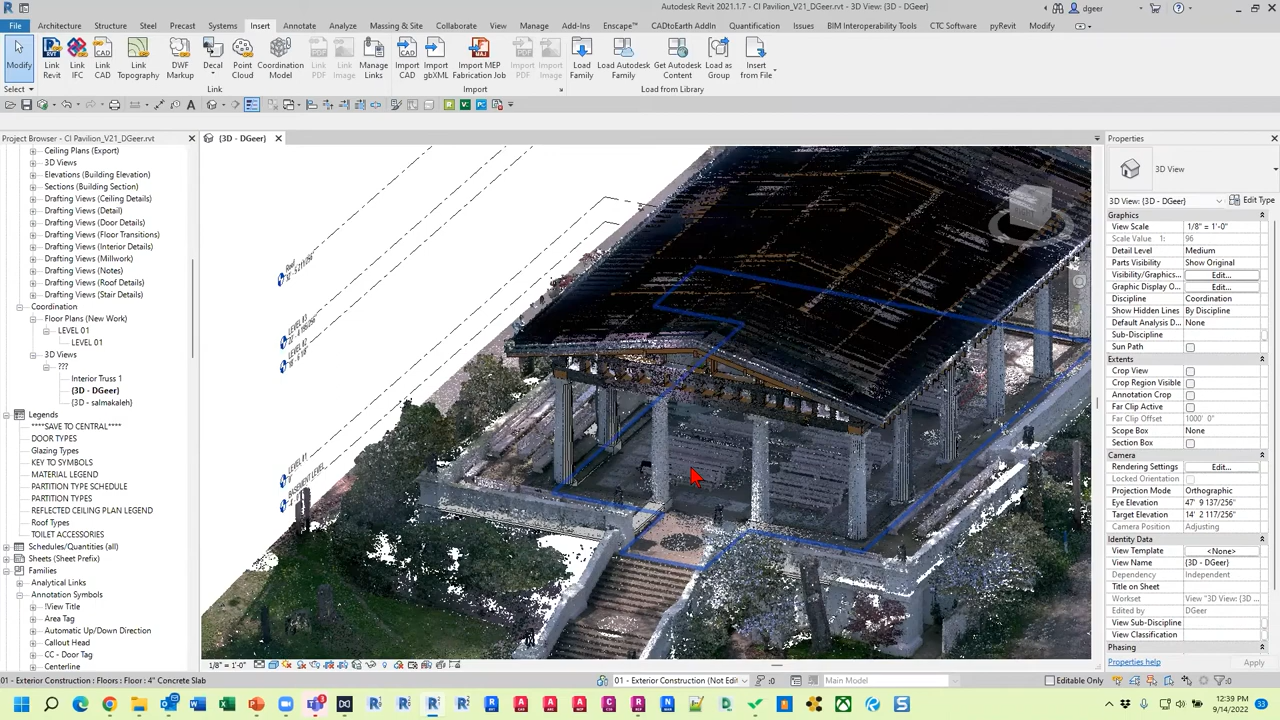 Autodesk Revit 2021.1.7 - CI Pavilion_V21_DGeer.rvt - 3D View: {3D - DGeer}
dgeer
File Architecture Structure Steel Precast Systems Insert Annotate Analyze Massing & Site Collaborate View Manage Add-Ins Enscape™ CADtoEarth Addin Quantification Issues BIM Interoperability Tools CTC Software pyRevit Modify
Modify
Link Revit
Link IFC
Link CAD
Link Topography
DWF Markup
Decal
Point Cloud
Coordination Model
Link PDF
Link Image
Manage Links
Import CAD
Import gbXML
Import MEP Fabrication Job
Import PDF
Import Image
Load Family
Load Autodesk Family
Get Autodesk Content
Load as Group
Insert from File
Select
Link
Import
Load from Library
Project Browser - CI Pavilion_V21_DGeer.rvt
Ceiling Plans (Export)
3D Views
Elevations (Building Elevation)
Sections (Building Section)
Drafting Views (Ceiling Details)
Drafting Views (Detail)
Drafting Views (Door Details)
Drafting Views (Floor Transitions)
Drafting Views (Interior Details)
Drafting Views (Millwork)
Drafting Views (Notes)
Drafting Views (Roof Details)
Drafting Views (Stair Details)
Coordination
Floor Plans (New Work)
LEVEL 01
LEVEL 01
3D Views
???
Interior Truss 1
{3D - DGeer}
{3D - salmakaleh}
Legends
****SAVE TO CENTRAL****
DOOR TYPES
Glazing Types
KEY TO SYMBOLS
MATERIAL LEGEND
PARTITION TYPE SCHEDULE
PARTITION TYPES
REFLECTED CEILING PLAN LEGEND
Roof Types
TOILET ACCESSORIES
Schedules/Quantities (all)
Sheets (Sheet Prefix)
Families
Analytical Links
Annotation Symbols
!View Title
Area Tag
Automatic Up/Down Direction
Callout Head
CC - Door Tag
Centerline
{3D - DGeer}
1/8" = 1'-0"
Properties
3D View
3D View: {3D - DGeer}
Edit Type
Graphics
View Scale 1/8" = 1'-0"
Scale Value 1: 96
Detail Level Medium
Parts Visibility Show Original
Visibility/Graphics... Edit...
Graphic Display O... Edit...
Discipline Coordination
Show Hidden Lines By Discipline
Default Analysis D... None
Sub-Discipline
Sun Path
Extents
Crop View
Crop Region Visible
Annotation Crop
Far Clip Active
Far Clip Offset 1000' 0"
Scope Box None
Section Box
Camera
Rendering Settings Edit...
Locked Orientation
Projection Mode Orthographic
Eye Elevation 47' 9 137/256"
Target Elevation 14' 2 117/256"
Camera Position Adjusting
Identity Data
View Template <None>
View Name {3D - DGeer}
Dependency Independent
Title on Sheet
Workset View "3D View: {3D ...
Edited by DGeer
View Sub-Discipline
View Classification
Phasing
Properties help
Apply
01 - Exterior Construction : Floors : Floor : 4" Concrete Slab
01 - Exterior Construction (Not Edit
:0
Main Model
Editable Only
:0
12:39 PM
9/14/2022
33